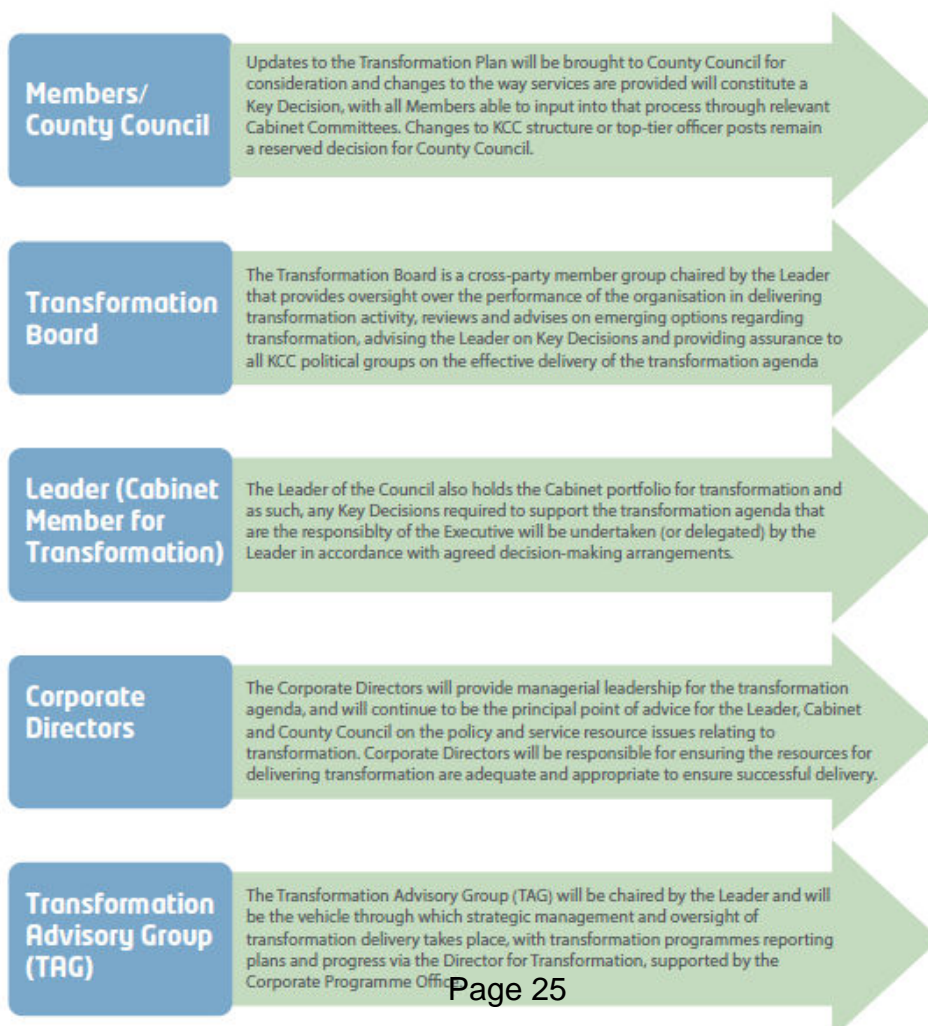 Members/
County Council
Updates to the Transformation Plan will be brought to County Council for
consideration and changes to the way services are provided will constitute a
Key Decision, with all Members able to input into that process through relevant
Cabinet Committees. Changes to KCC structure or top-tier officer posts remain
a reserved decision for County Council.
Transformation
Board
The Transformation Board is a cross-party member group chaired by the Leader
that provides oversight over the performance of the organisation in delivering
transformation activity, reviews and advises on emerging options regarding
transformation, advising the Leader on Key Decisions and providing assurance to
all KCC political groups on the effective delivery of the transformation agenda
Leader (Cabinet
Member for
Transformation)
The Leader of the Council also holds the Cabinet portfolio for transformation and
as such, any Key Decisions required to support the transformation agenda that
are the responsiblty of the Executive will be undertaken (or delegated) by the
Leader in accordance with agreed decision-making arrangements.
Corporate
Directors
The Corporate Directors will provide managerial leadership for the transformation
agenda, and will continue to be the principal point of advice for the Leader, Cabinet
and County Council on the policy and service resource issues relating to
transformation. Corporate Directors will be responsible for ensuring the resources for
delivering transformation are adequate and appropriate to ensure successful delivery.
Transformation
Advisory Group
(TAG)
The Transformation Advisory Group (TAG) will be chaired by the Leader and will
be the vehicle through which strategic management and oversight of
transformation delivery takes place, with transformation programmes reporting
plans and progress via the Director for Transformation, supported by the
Corporate Programme Office.
Page 25